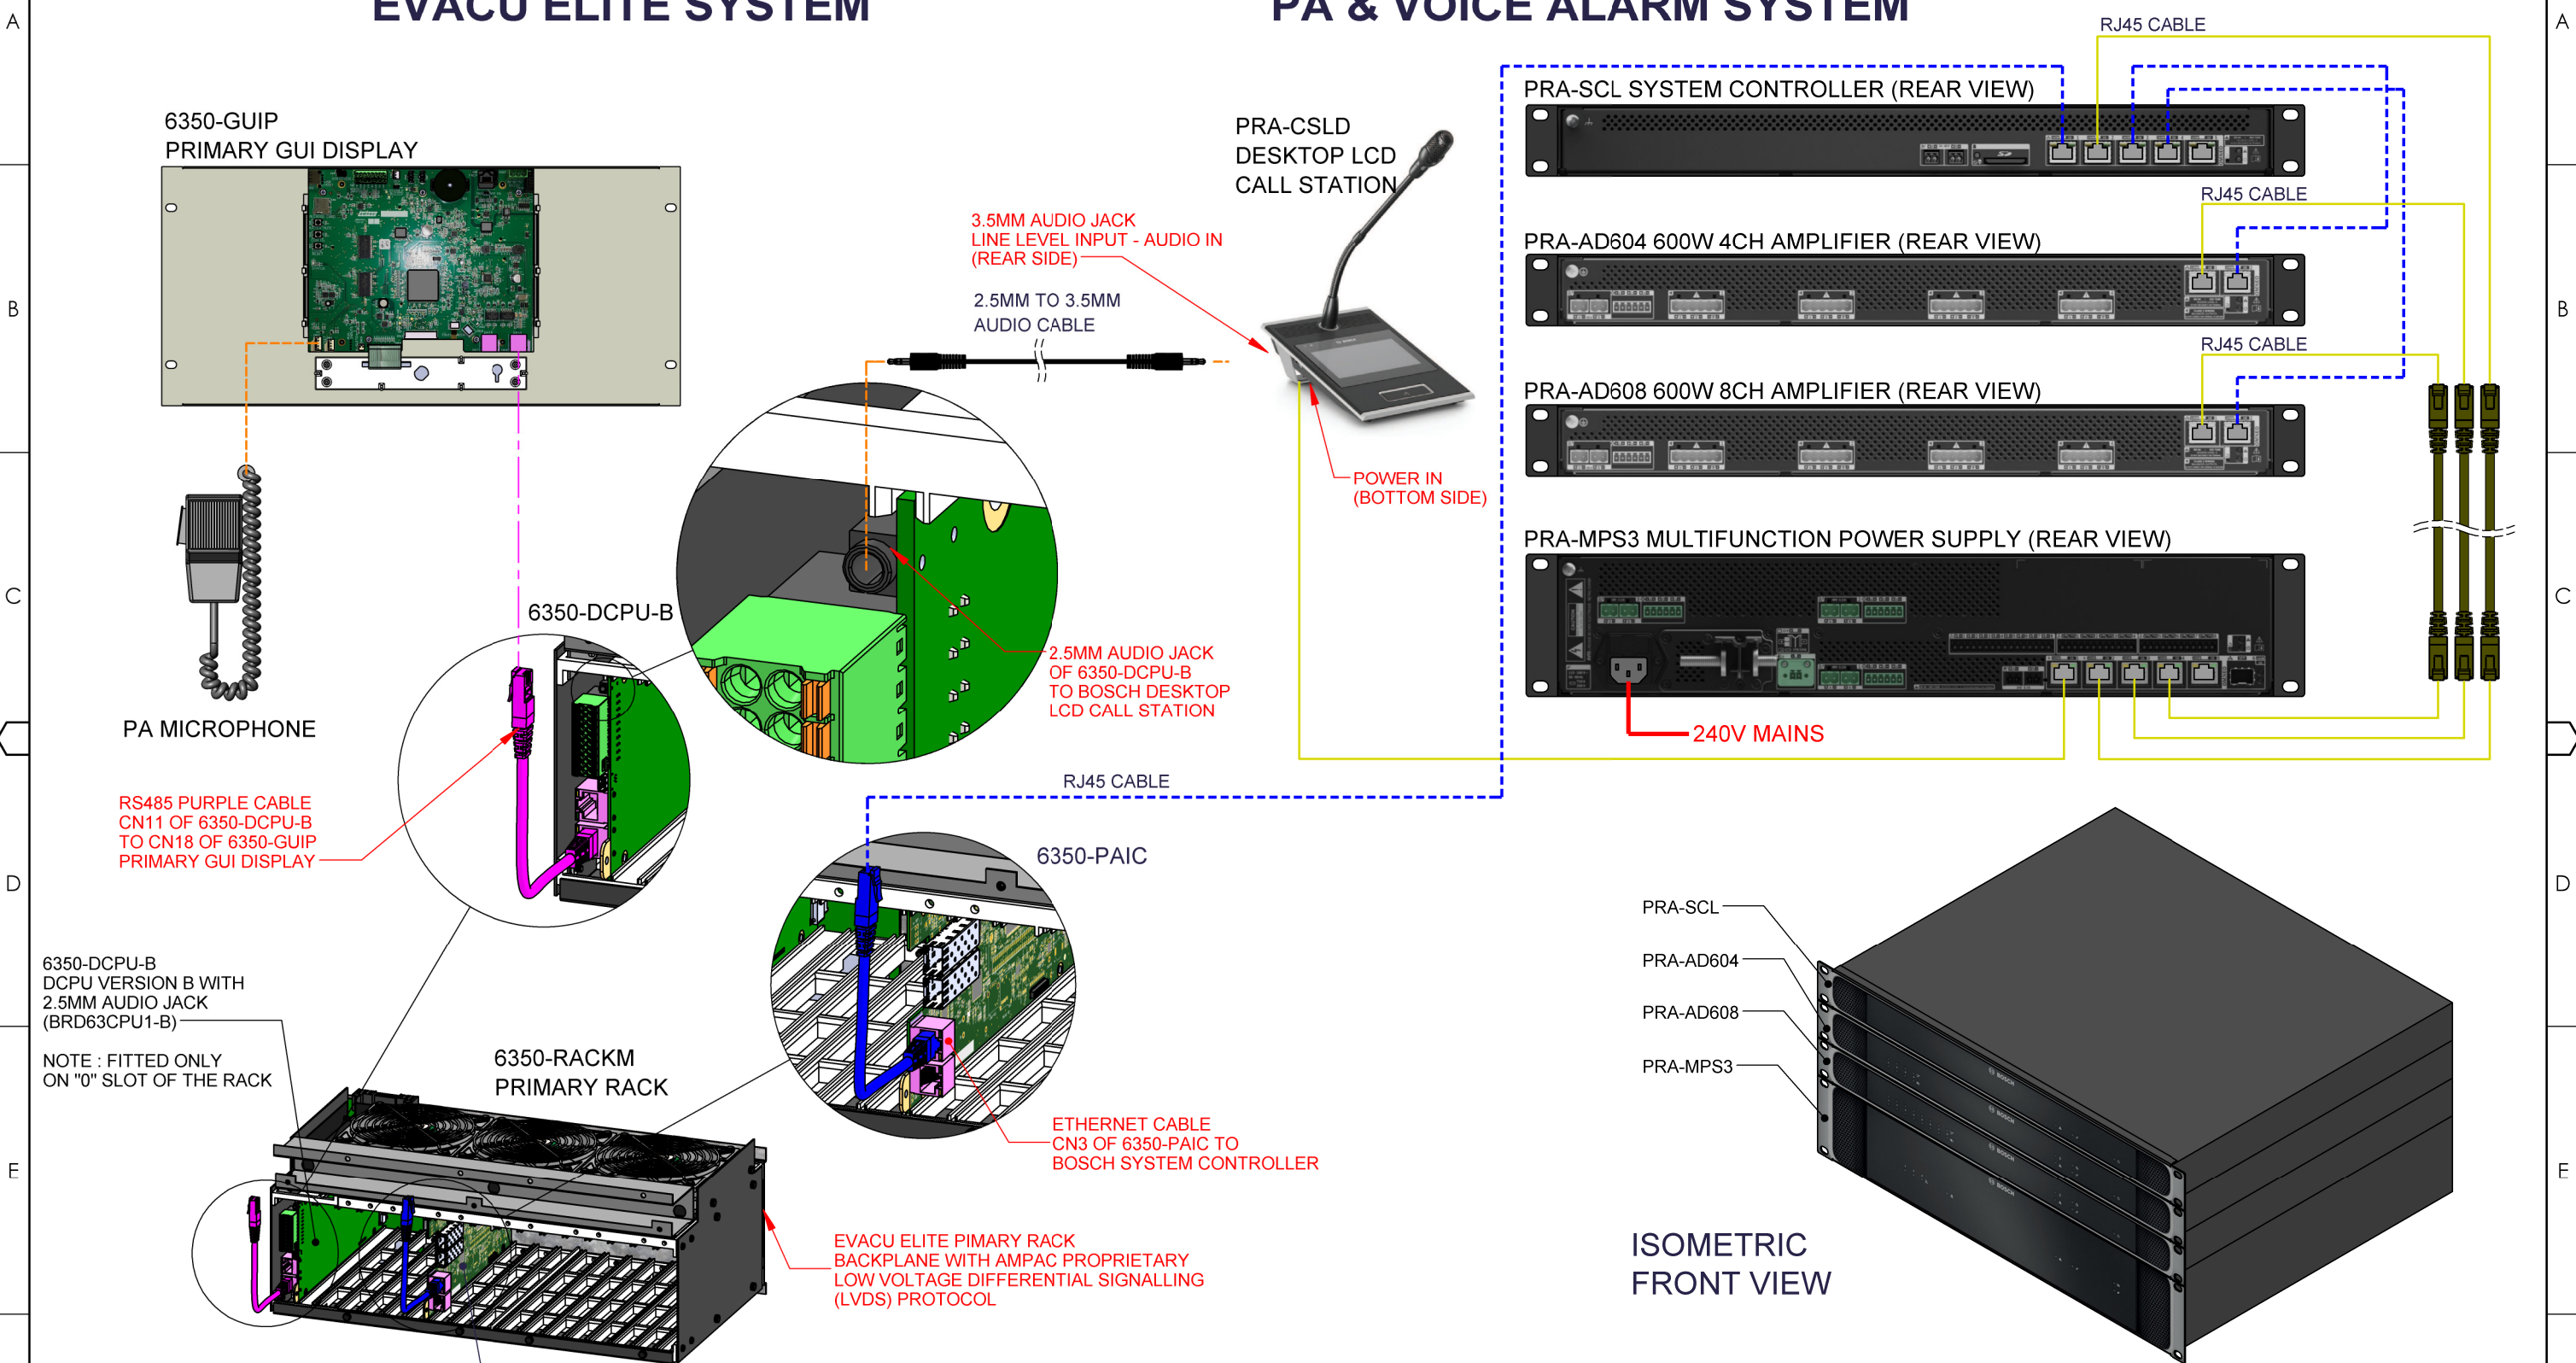 EVACU ELITE SYSTEM
PA & VOICE ALARM SYSTEM
A
A
RJ45 CABLE
PRA-SCL SYSTEM CONTROLLER (REAR VIEW)
6350-GUIP
PRIMARY GUI DISPLAY
PRA-CSLD
DESKTOP LCD
CALL STATION
RJ45 CABLE
3.5MM AUDIO JACK
LINE LEVEL INPUT - AUDIO IN
(REAR SIDE)
PRA-AD604 600W 4CH AMPLIFIER (REAR VIEW)
2.5MM TO 3.5MM
AUDIO CABLE
B
B
RJ45 CABLE
PRA-AD608 600W 8CH AMPLIFIER (REAR VIEW)
POWER IN
(BOTTOM SIDE)
PRA-MPS3 MULTIFUNCTION POWER SUPPLY (REAR VIEW)
C
C
6350-DCPU-B
2.5MM AUDIO JACK
OF 6350-DCPU-B
TO BOSCH DESKTOP
LCD CALL STATION
PA MICROPHONE
240V MAINS
RJ45 CABLE
RS485 PURPLE CABLE
CN11 OF 6350-DCPU-B
TO CN18 OF 6350-GUIP
PRIMARY GUI DISPLAY
6350-PAIC
D
D
PRA-SCL
PRA-AD604
PRA-AD608
PRA-MPS3
6350-DCPU-B
DCPU VERSION B WITH
2.5MM AUDIO JACK
(BRD63CPU1-B)
NOTE : FITTED ONLY
ON "0" SLOT OF THE RACK
6350-RACKM
PRIMARY RACK
BOSCH
BOSCH
BOSCH
BOSCH
ETHERNET CABLE
CN3 OF 6350-PAIC TO
BOSCH SYSTEM CONTROLLER
E
E
EVACU ELITE PIMARY RACK
BACKPLANE WITH AMPAC PROPRIETARY
LOW VOLTAGE DIFFERENTIAL SIGNALLING
(LVDS) PROTOCOL
ISOMETRIC
FRONT VIEW